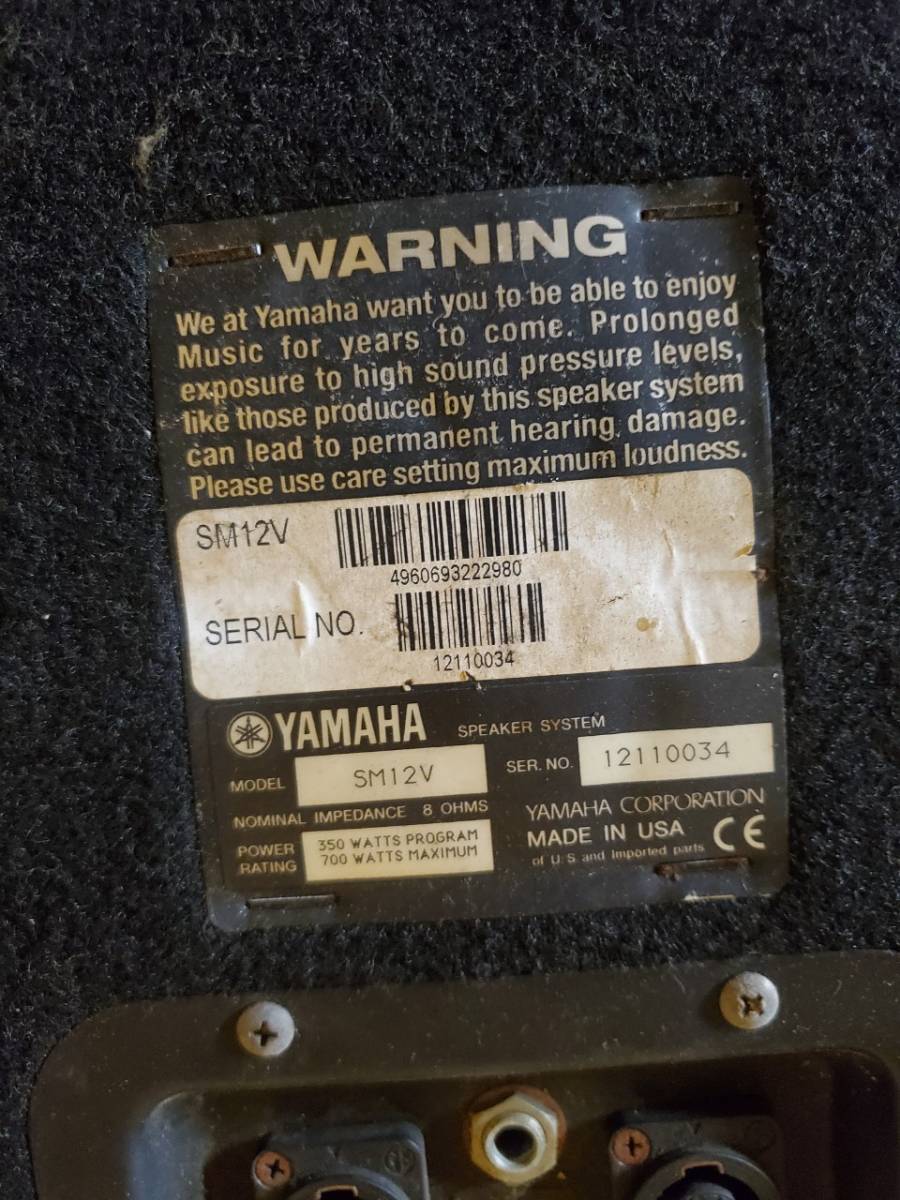 WARNING
We at Yamaha want you to be able to enjoy
Music for years to come. Prolonged
exposure to high sound pressure levels,
like those produced by this speaker system
can lead to permanent hearing damage.
Please use care setting maximum loudness.
SM12V
4960693222980
SERIAL NO.
12110034
YAMAHA SPEAKER SYSTEM
MODEL SM12V SER. NO. 12110034
NOMINAL IMPEDANCE 8 OHMS YAMAHA CORPORATION
POWER RATING 350 WATTS PROGRAM MADE IN USA CE
700 WATTS MAXIMUM of U.S. and Imported parts